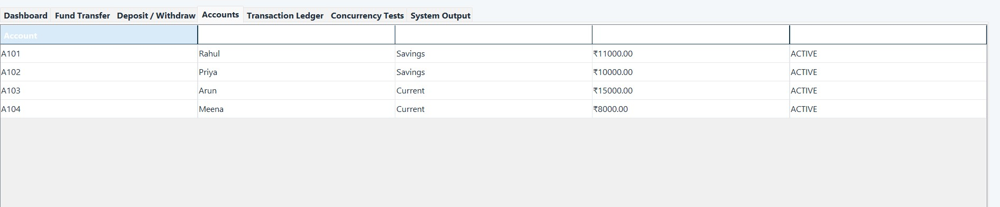 Dashboard Fund Transfer Deposit / Withdraw Accounts Transaction Ledger Concurrency Tests System Output
Account
A101 Rahul Savings ₹11000.00 ACTIVE
A102 Priya Savings ₹10000.00 ACTIVE
A103 Arun Current ₹15000.00 ACTIVE
A104 Meena Current ₹8000.00 ACTIVE